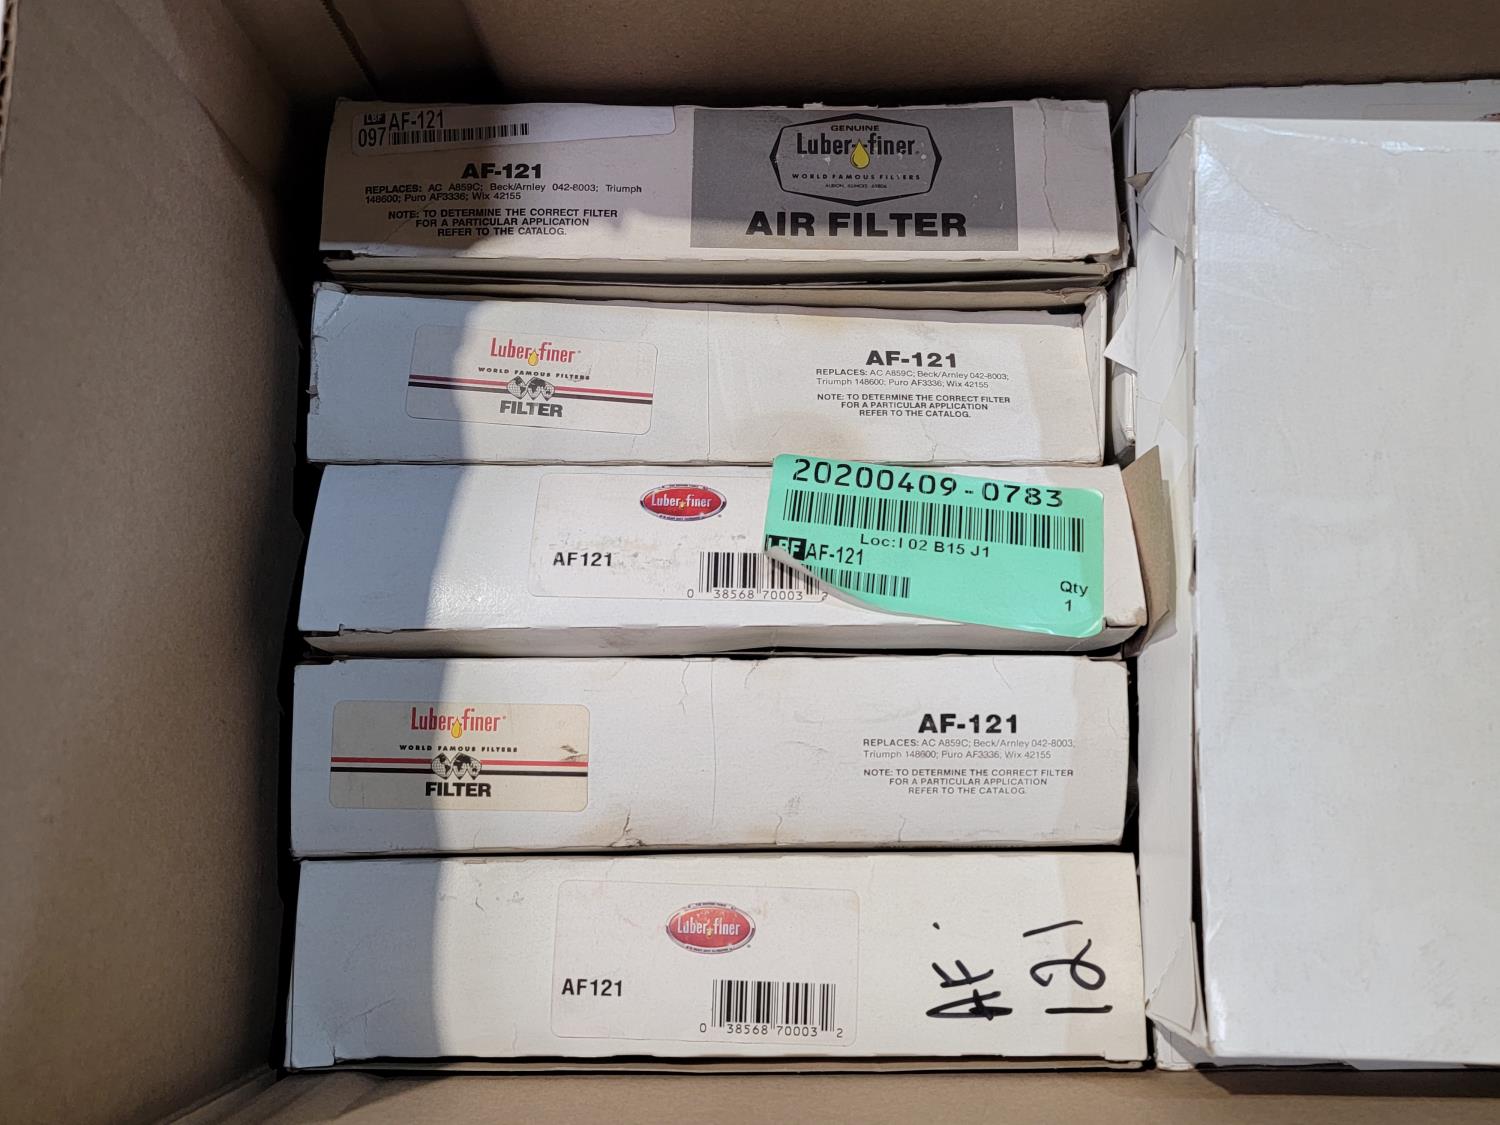 LBF AF-121
097
AF-121
REPLACES: AC A859C; Beck/Arnley 042-8003; Triumph
148600; Puro AF3336; Wix 42155
NOTE: TO DETERMINE THE CORRECT FILTER
FOR A PARTICULAR APPLICATION
REFER TO THE CATALOG.
GENUINE
Luber-finer
WORLD FAMOUS FILTERS
ALBION, ILLINOIS 62806
AIR FILTER
Luber-finer
WORLD FAMOUS FILTERS
FILTER
AF-121
REPLACES: AC A859C; Beck/Arnley 042-8003;
Triumph 148600; Puro AF3336, Wix 42155
NOTE: TO DETERMINE THE CORRECT FILTER
FOR A PARTICULAR APPLICATION
REFER TO THE CATALOG.
Luber-finer
AF121
0 38568 70003 2
20200409-0783
Loc:I 02 B15 J1
LBF AF-121
Qty
1
Luber-finer
WORLD FAMOUS FILTERS
FILTER
AF-121
REPLACES: AC A859C; Beck/Arnley 042-8003;
Triumph 148600; Puro AF3336, Wix 42155
NOTE: TO DETERMINE THE CORRECT FILTER
FOR A PARTICULAR APPLICATION
REFER TO THE CATALOG.
Luber-finer
AF121
0 38568 70003 2
AF.
121